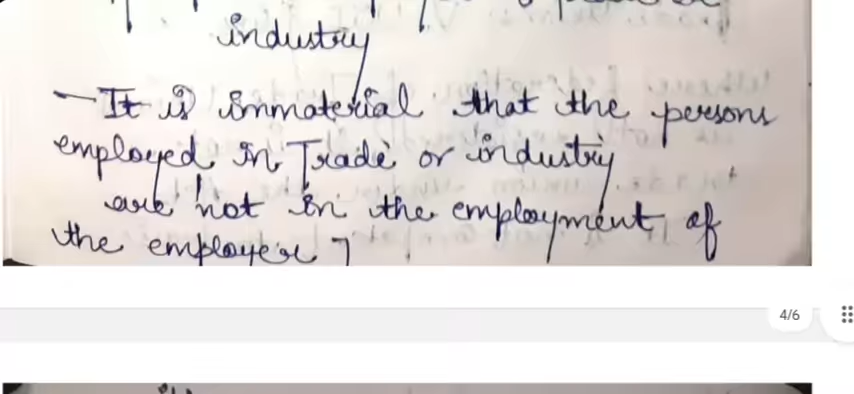 industry
- It is immaterial that the persons
employed in Trade or industry
are not in the employment of
the employer 7
4/6